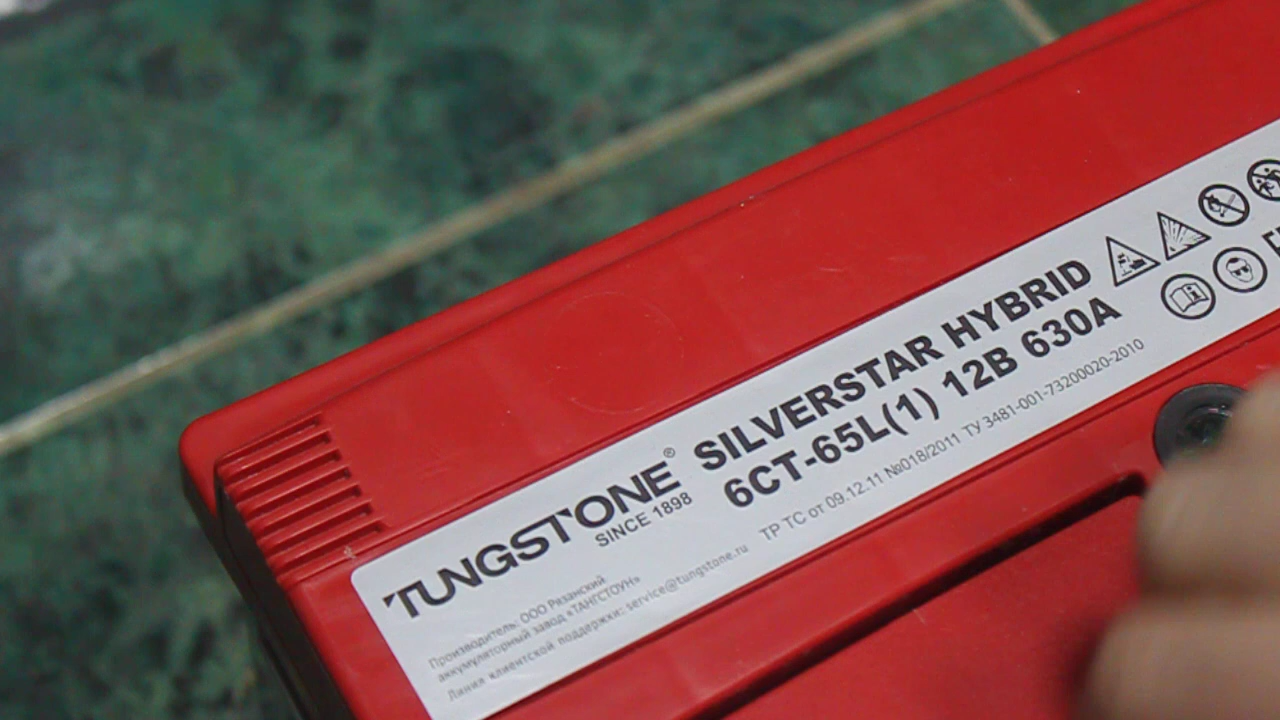 TUNGSTONE®
SINCE 1898
Производитель: ООО Рязанский
аккумуляторный завод «ТАНГСТОУН»
Линия клиентской поддержки: service@tungstone.ru
SILVERSTAR HYBRID
6СТ-65L(1) 12В 630А
ТР ТС от 09.12.11 №018/2011 ТУ 3481-001-73200020-2010